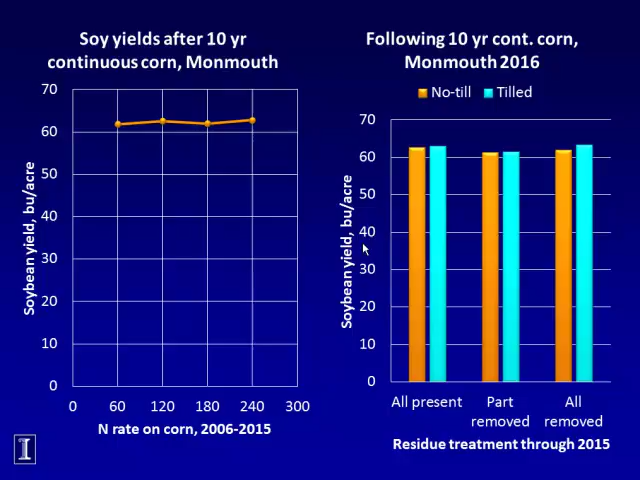 Soy yields after 10 yr
continuous corn, Monmouth
70
60
50
40
30
20
10
0
Soybean yield, bu/acre
0 60 120 180 240 300
N rate on corn, 2006-2015
I
Following 10 yr cont. corn,
Monmouth 2016
No-till Tilled
70
60
50
40
30
20
10
0
Soybean yield, bu/acre
All present Part All
removed removed
Residue treatment through 2015